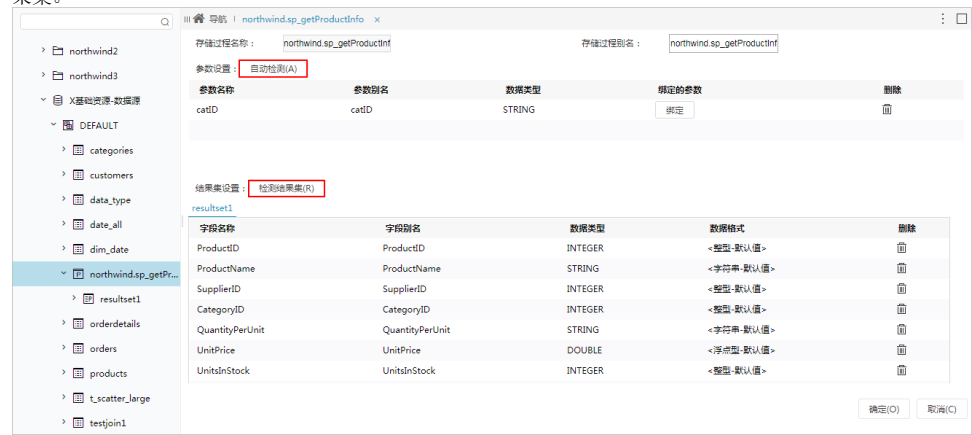 导航 northwind.sp_getProductInfo ×
northwind2
northwind3
X基础资源-数据源
DEFAULT
categories
customers
data_type
date_all
dim_date
northwind.sp_getPr...
resultset1
orderdetails
orders
products
t_scatter_large
testjoin1
存储过程名称： northwind.sp_getProductInf 存储过程别名： northwind.sp_getProductInf
参数设置： 自动检测(A)
参数名称 参数别名 数据类型 绑定的参数 删除
catID catID STRING 绑定
结果集设置： 检测结果集(R)
resultset1
字段名称 字段别名 数据类型 数据格式 删除
ProductID ProductID INTEGER <整型-默认值>
ProductName ProductName STRING <字符串-默认值>
SupplierID SupplierID INTEGER <整型-默认值>
CategoryID CategoryID INTEGER <整型-默认值>
QuantityPerUnit QuantityPerUnit STRING <字符串-默认值>
UnitPrice UnitPrice DOUBLE <浮点型-默认值>
UnitsInStock UnitsInStock INTEGER <整型-默认值>
确定(O) 取消(C)